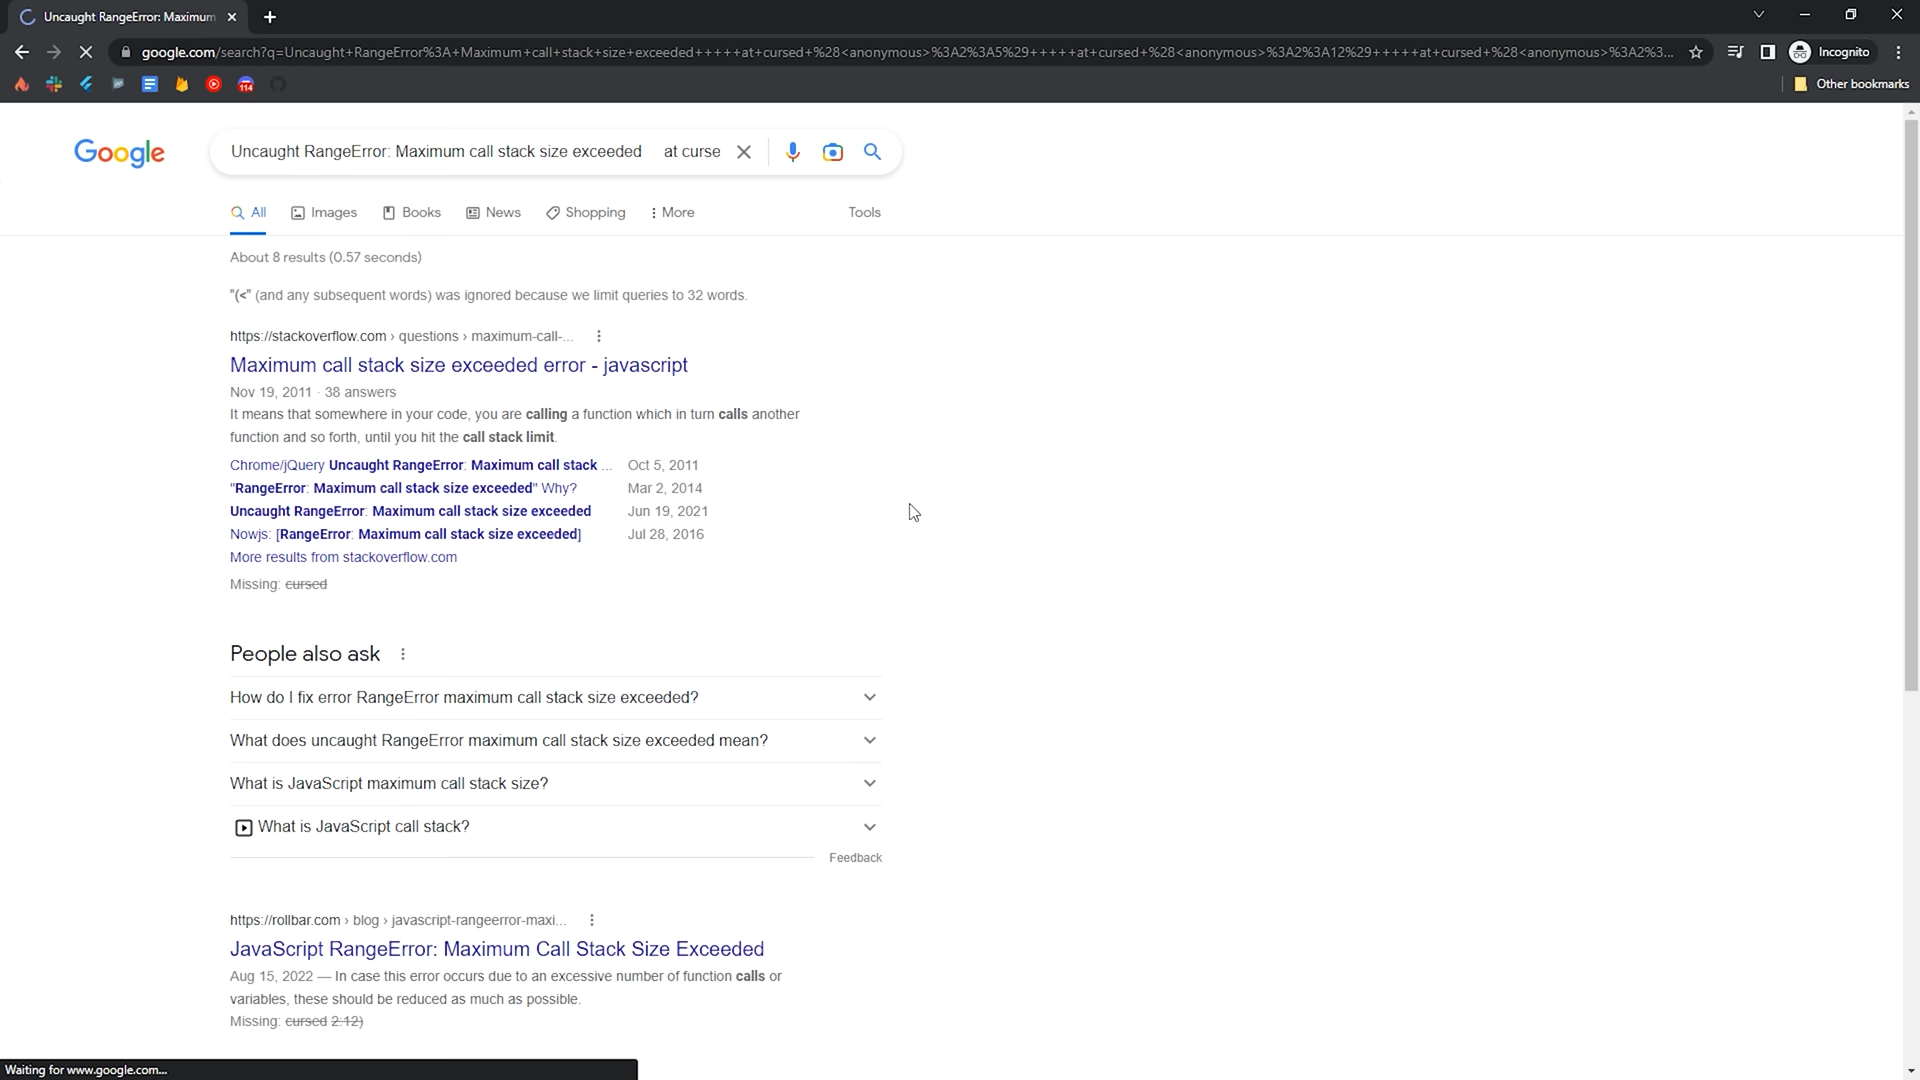 Uncaught RangeError: Maximum
google.com/search?q=Uncaught+RangeError%3A+Maximum+call+stack+size+exceeded+++++at+cursed+%28<anonymous>%3A2%3A5%29+++++at+cursed+%28<anonymous>%3A2%3A12%29+++++at+cursed+%28<anonymous>%3A2%3...
Incognito
114
Other bookmarks
Google
Uncaught RangeError: Maximum call stack size exceeded at curse
All
Images
Books
News
Shopping
More
Tools
About 8 results (0.57 seconds)
"(<" (and any subsequent words) was ignored because we limit queries to 32 words.
https://stackoverflow.com › questions › maximum-call-...
Maximum call stack size exceeded error - javascript
Nov 19, 2011 · 38 answers
It means that somewhere in your code, you are calling a function which in turn calls another
function and so forth, until you hit the call stack limit.
Chrome/jQuery Uncaught RangeError: Maximum call stack ... Oct 5, 2011
"RangeError: Maximum call stack size exceeded" Why? Mar 2, 2014
Uncaught RangeError: Maximum call stack size exceeded Jun 19, 2021
Nowjs: [RangeError: Maximum call stack size exceeded] Jul 28, 2016
More results from stackoverflow.com
Missing: cursed
People also ask
How do I fix error RangeError maximum call stack size exceeded?
What does uncaught RangeError maximum call stack size exceeded mean?
What is JavaScript maximum call stack size?
What is JavaScript call stack?
Feedback
https://rollbar.com › blog › javascript-rangeerror-maxi...
JavaScript RangeError: Maximum Call Stack Size Exceeded
Aug 15, 2022 — In case this error occurs due to an excessive number of function calls or
variables, these should be reduced as much as possible.
Missing: cursed 2:12)
Waiting for www.google.com...